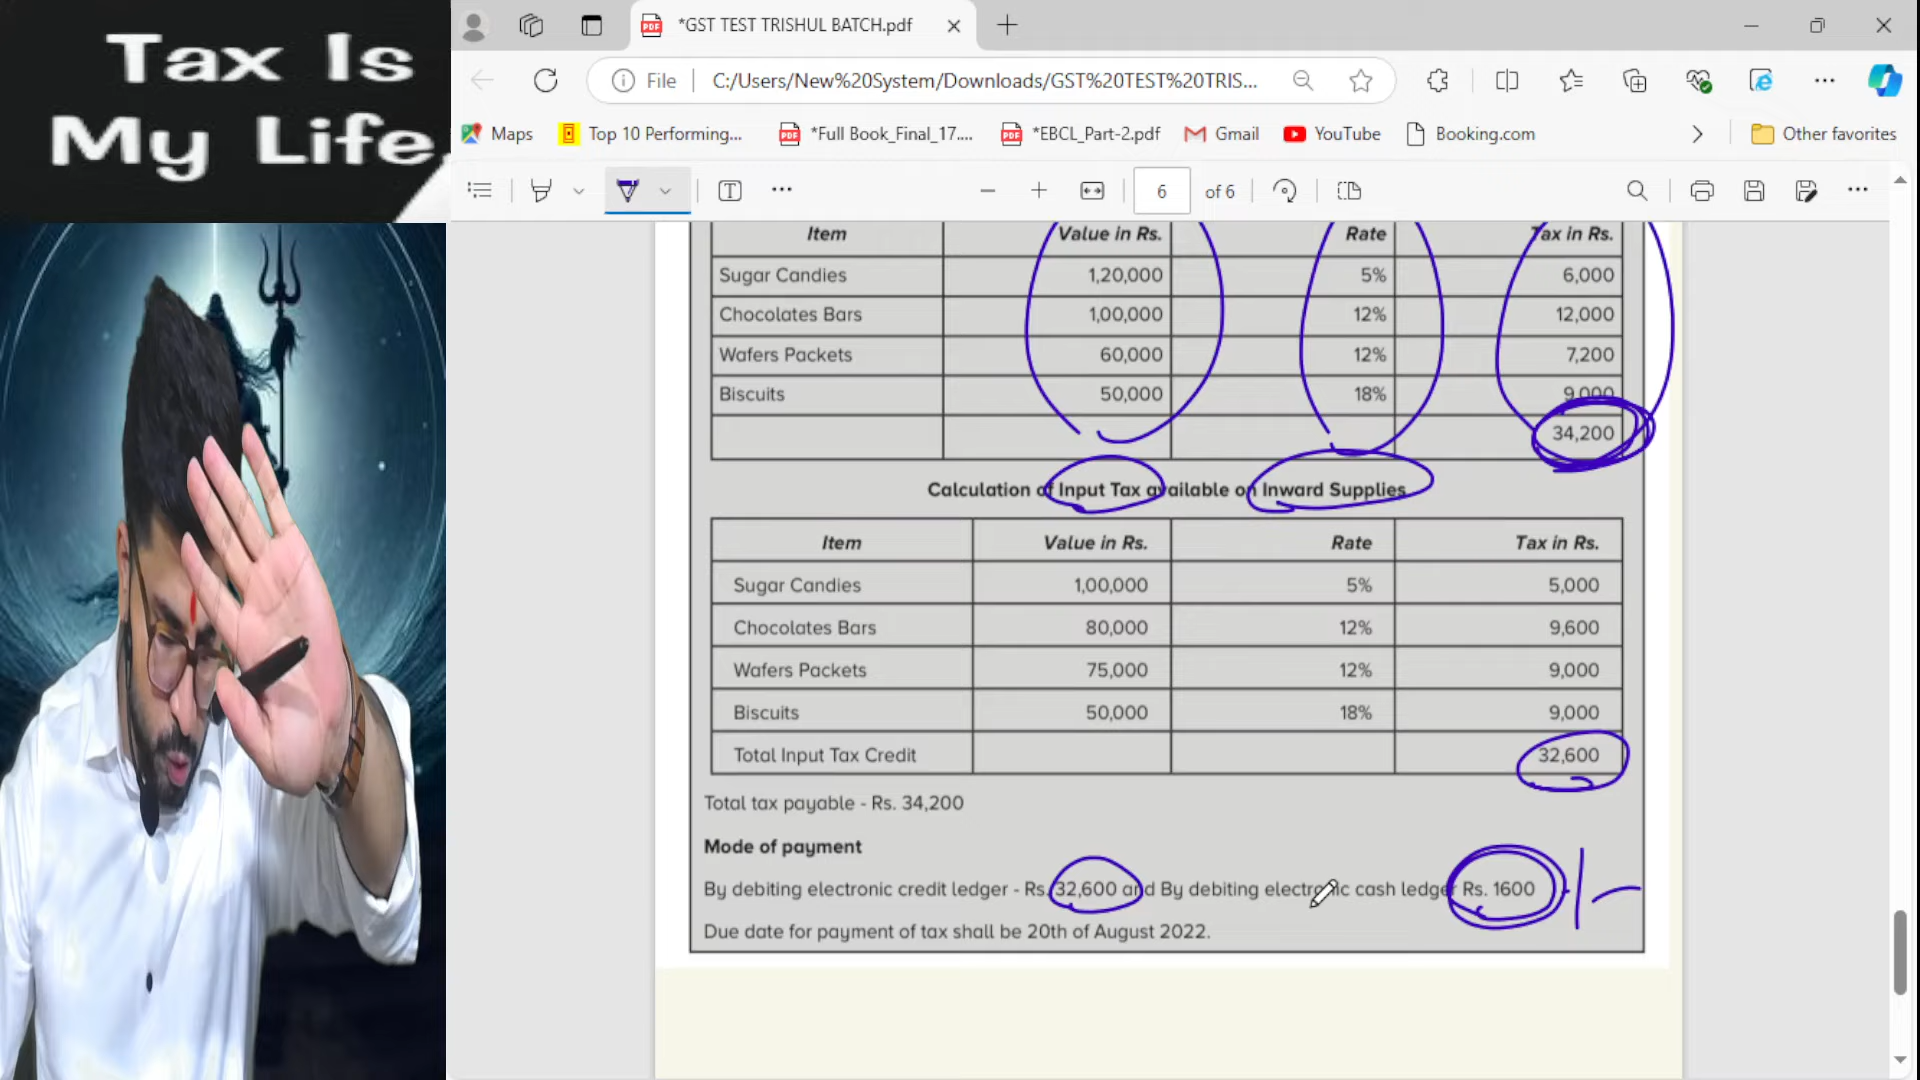 Tax Is
My Life.
*GST TEST TRISHUL BATCH.pdf
File
C:/Users/New%20System/Downloads/GST%20TEST%20TRIS...
Maps
Top 10 Performing...
*Full Book_Final_17....
*EBCL_Part-2.pdf
Gmail
YouTube
Booking.com
Other favorites
6 of 6
Item Value in Rs. Rate Tax in Rs.
Sugar Candies 1,20,000 5% 6,000
Chocolates Bars 1,00,000 12% 12,000
Wafers Packets 60,000 12% 7,200
Biscuits 50,000 18% 9,000
34,200
Calculation of Input Tax available on Inward Supplies
Item Value in Rs. Rate Tax in Rs.
Sugar Candies 1,00,000 5% 5,000
Chocolates Bars 80,000 12% 9,600
Wafers Packets 75,000 12% 9,000
Biscuits 50,000 18% 9,000
Total Input Tax Credit 32,600
Total tax payable - Rs. 34,200
Mode of payment
By debiting electronic credit ledger - Rs. 32,600 and By debiting electronic cash ledger Rs. 1600 /-
Due date for payment of tax shall be 20th of August 2022.